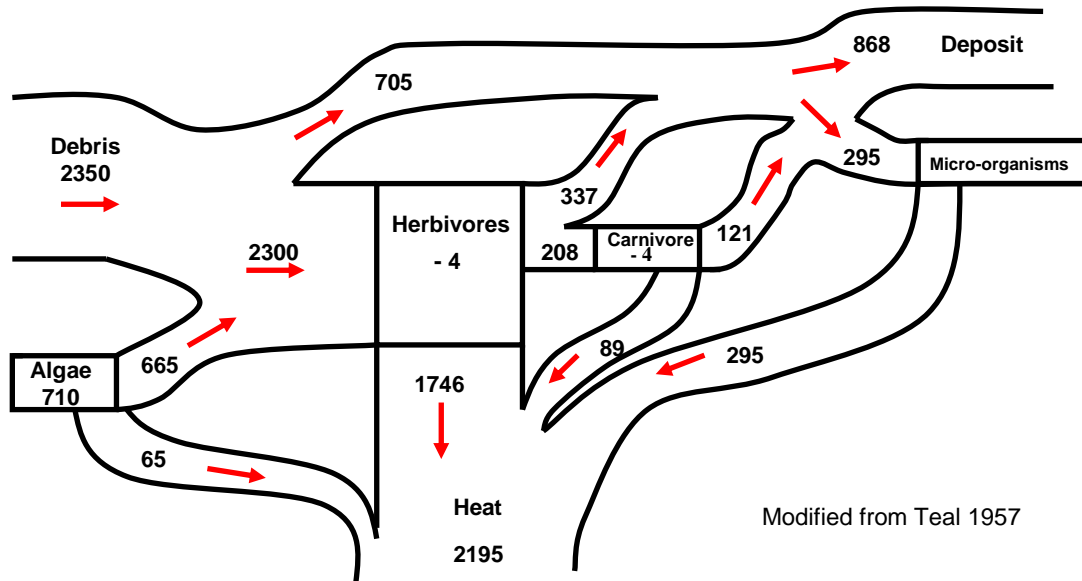 868
Deposit
705
Debris
2350
295
Micro-organisms
337
Herbivores
- 4
2300
208
Carnivore
- 4
121
89
295
665
Algae
710
1746
65
Heat
2195
Modified from Teal 1957